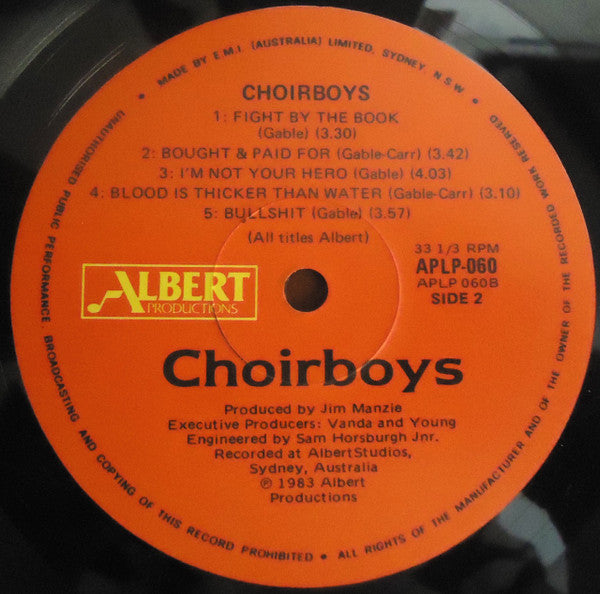 MADE BY E.M.I. (AUSTRALIA) LIMITED, SYDNEY, N.S.W.
CHOIRBOYS
1: FIGHT BY THE BOOK
(Gable) (3.30)
2: BOUGHT & PAID FOR (Gable-Carr) (3.42)
3: I'M NOT YOUR HERO (Gable) (4.03)
4: BLOOD IS THICKER THAN WATER (Gable-Carr) (3.10)
5: BULLSHIT (Gable) (3.57)
(All titles Albert)
33 1/3 RPM
APLP-060
APLP 060B
SIDE 2
ALBERT
PRODUCTIONS
Choirboys
Produced by Jim Manzie
Executive Producers: Vanda and Young
Engineered by Sam Horsburgh Jnr.
Recorded at AlbertStudios,
Sydney, Australia
℗ 1983 Albert
Productions
UNAUTHORISED PUBLIC PERFORMANCE BROADCASTING AND COPYING OF THIS RECORD PROHIBITED • ALL RIGHTS OF THE MANUFACTURER AND OF THE OWNER OF THE RECORDED WORK RESERVED